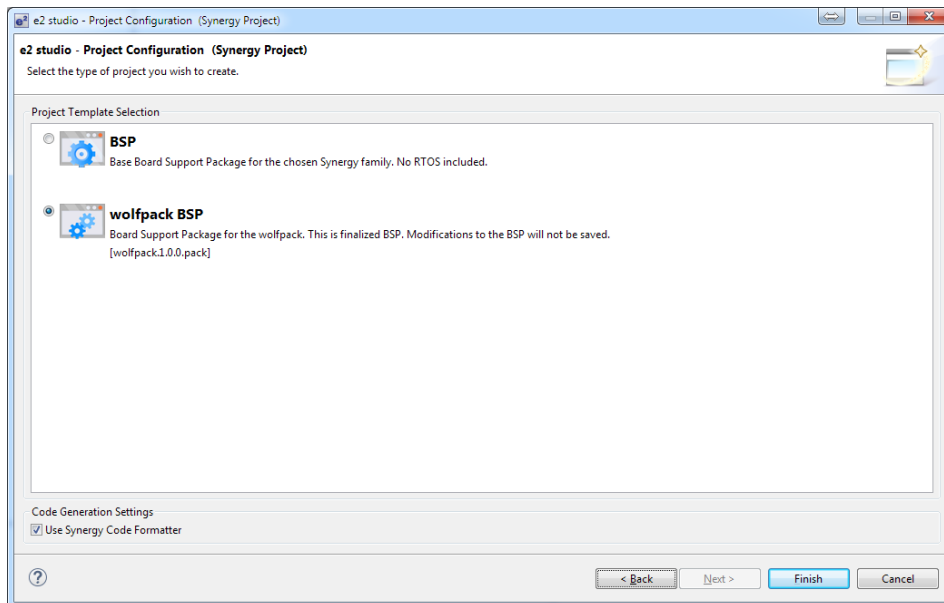 e2 studio - Project Configuration (Synergy Project)
e2 studio - Project Configuration (Synergy Project)
Select the type of project you wish to create.
Project Template Selection
BSP
Base Board Support Package for the chosen Synergy family. No RTOS included.
wolfpack BSP
Board Support Package for the wolfpack. This is finalized BSP. Modifications to the BSP will not be saved.
[wolfpack.1.0.0.pack]
Code Generation Settings
Use Synergy Code Formatter
? < Back Next > Finish Cancel